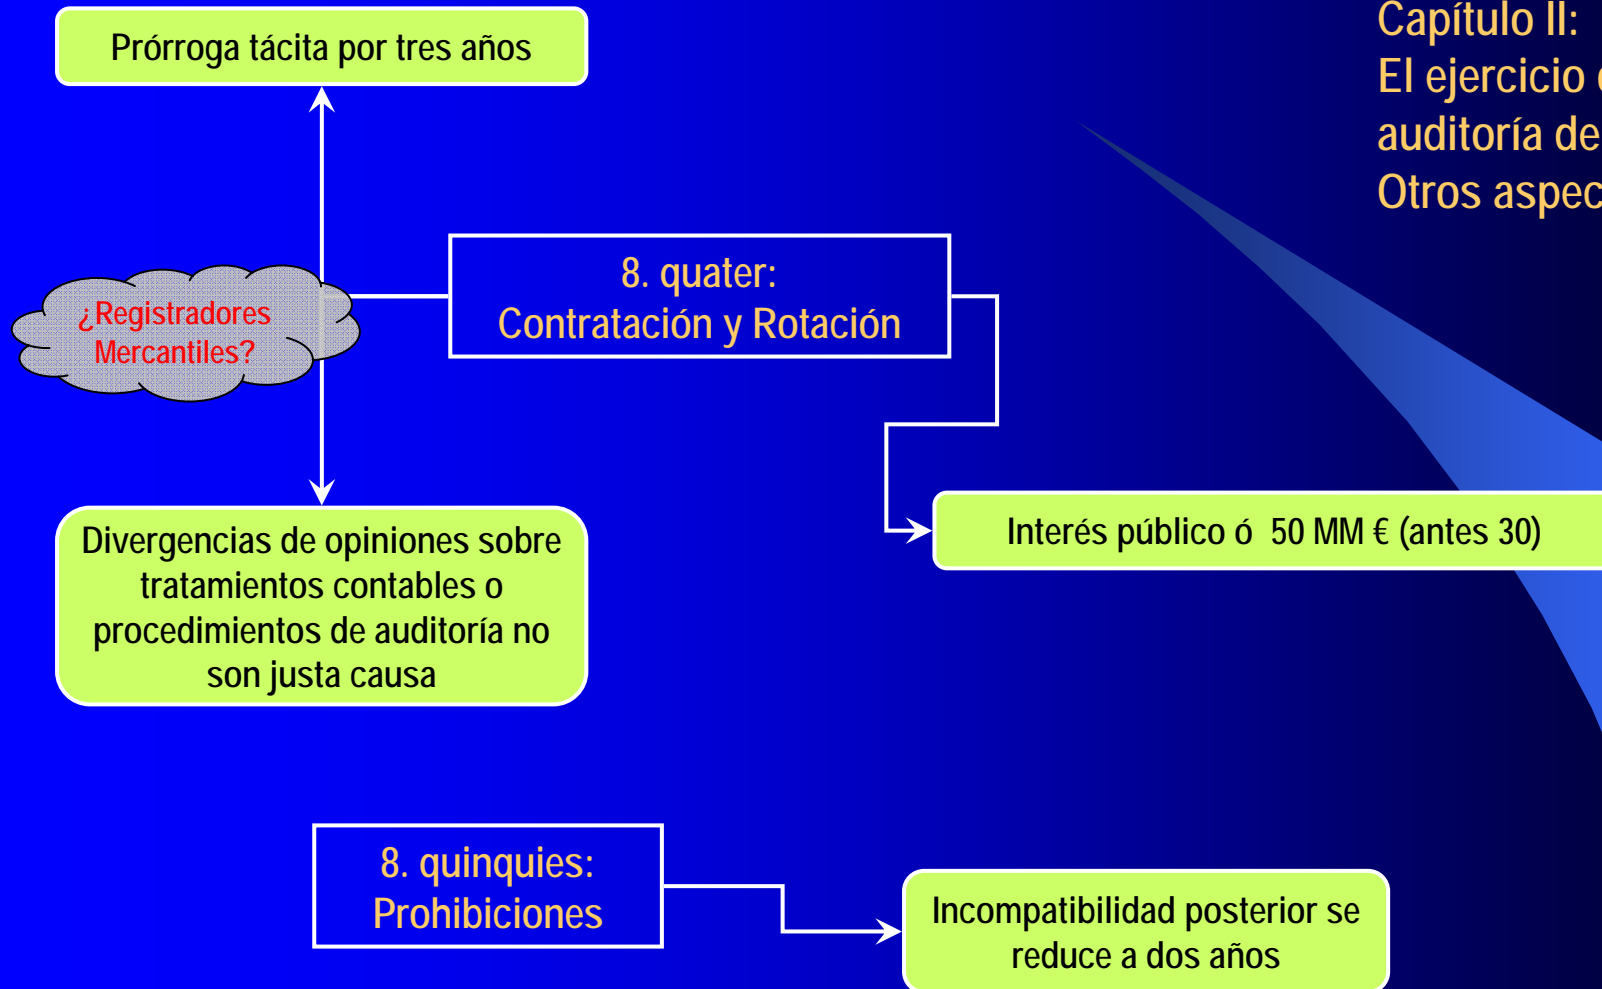 Capítulo II:
El ejercicio
auditoría de
Otros
Prórroga tácita por tres años
8. quater:
Contratación y Rotación
¿Registradores
Mercantiles?
Interés público ó 50 MM € (antes 30)
Divergencias de opiniones sobre
tratamientos contables o
procedimientos de auditoría no
son justa causa
8. quinquies:
Prohibiciones
Incompatibilidad posterior se
reduce a dos años